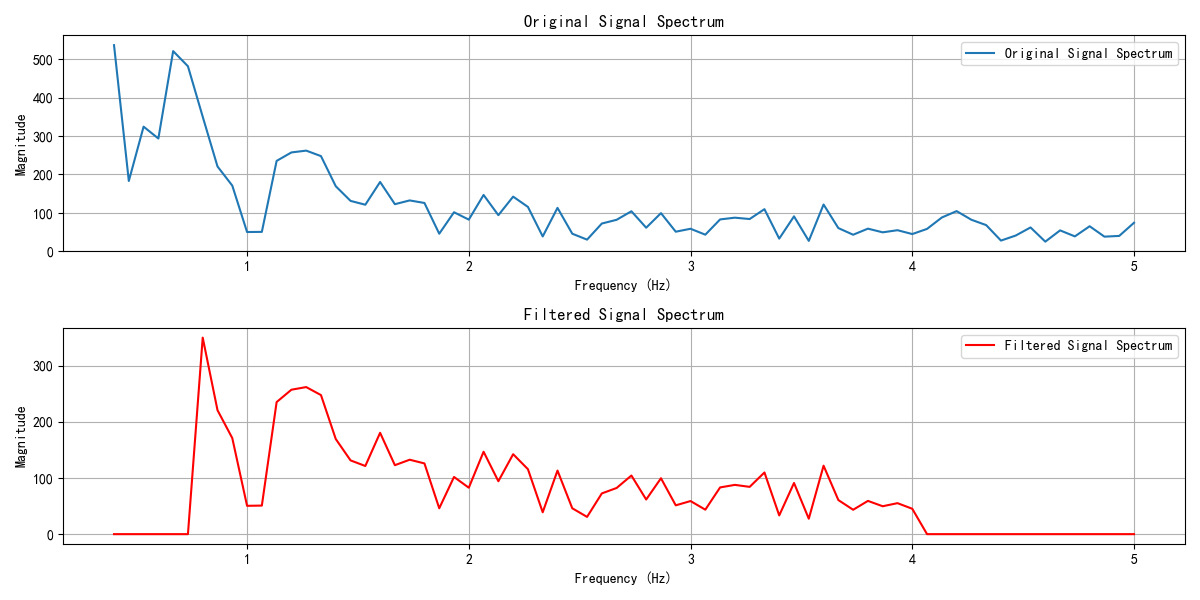 Original Signal Spectrum
Original Signal Spectrum
Magnitude
500
400
300
200
100
0
1 2 3 4 5
Frequency (Hz)
Filtered Signal Spectrum
Filtered Signal Spectrum
Magnitude
300
200
100
0
1 2 3 4 5
Frequency (Hz)